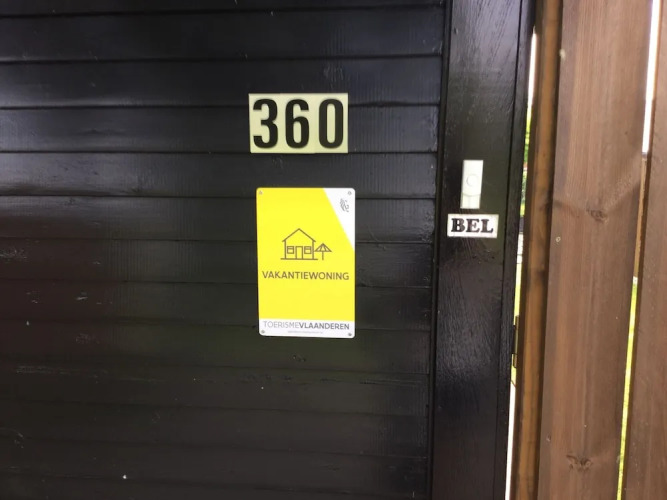 360
BEL
VAKANTIEWONING
TOERISMEVLAANDEREN